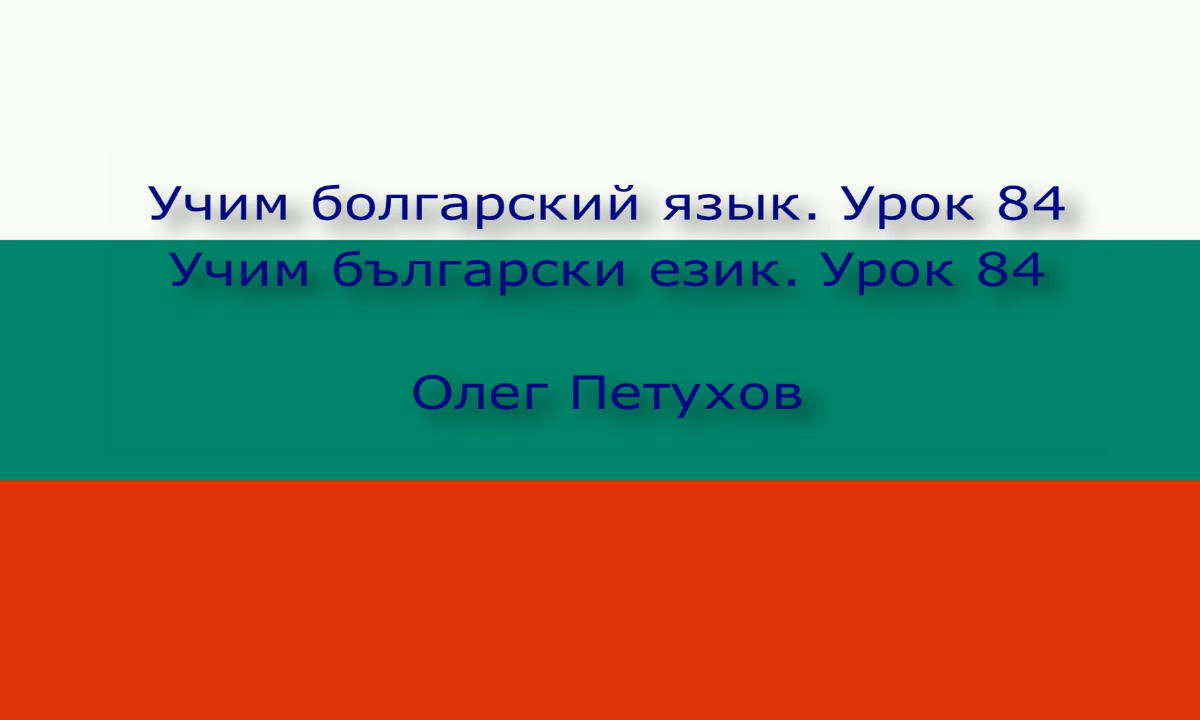 Учим болгарский язык. Урок 84
Учим български език. Урок 84
Олег Петухов